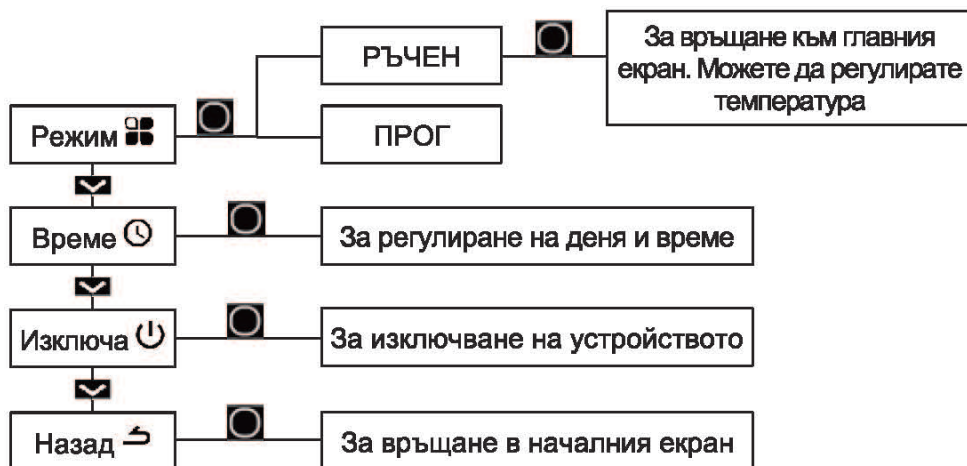 РЪЧЕН
За връщане към главния
екран. Можете да регулирате
температура
Режим
ПРОГ
Време
За регулиране на деня и време
Изключа
За изключване на устройството
Назад
За връщане в началния екран